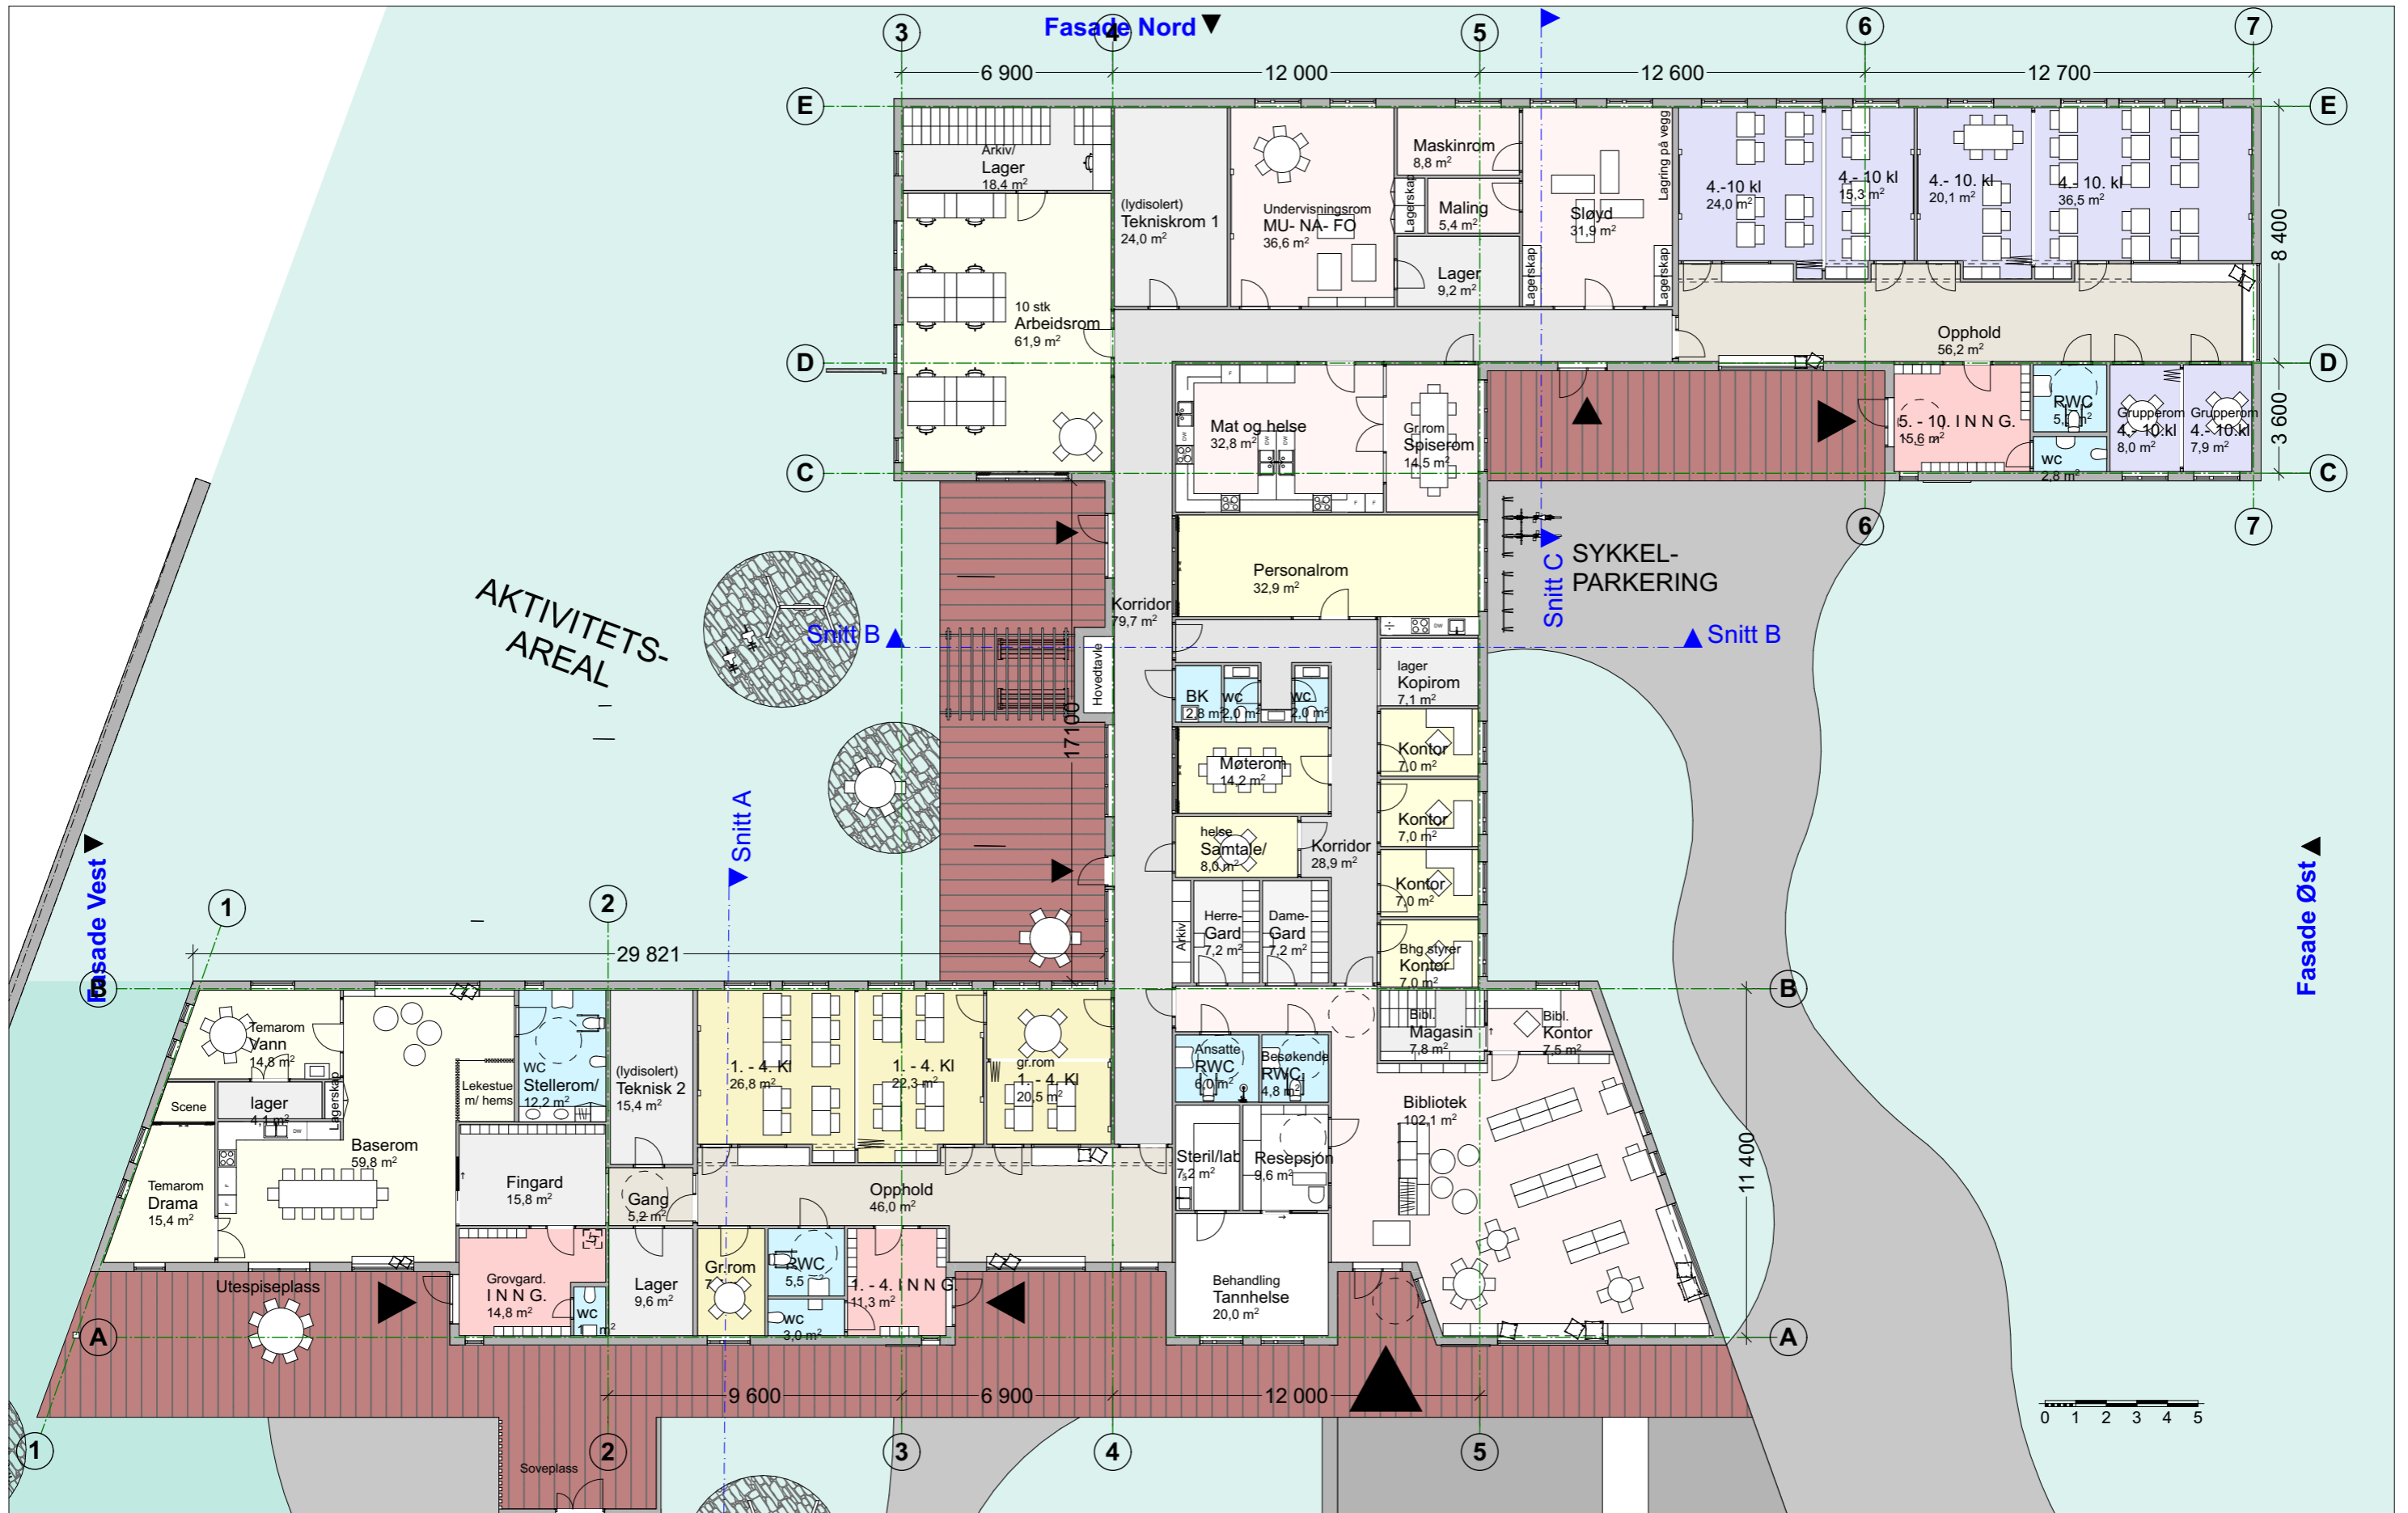 Fasade Nord
3
4
5
6
7
6 900
12 000
12 600
12 700
E
E
Arkiv/
Lager
18,4 m²
(lydisolert)
Tekniskrom 1
24,0 m²
Undervisningsrom
MU- NA- FO
36,6 m²
Lagerskap
Maskinrom
8,8 m²
Maling
5,4 m²
Lager
9,2 m²
Sløyd
31,9 m²
Lagerskap
Lagerskap
Lagring på vegg
4.-10 kl
24,0 m²
4.- 10. kl
15,3 m²
4.- 10. kl
20,1 m²
4.- 10. kl
36,5 m²
8 400
10 stk
Arbeidsrom
61,9 m²
Opphold
56,2 m²
D
D
Mat og helse
32,8 m²
Gr.rom
Spiserom
14,5 m²
5. - 10. I N N G.
15,6 m²
RWC
WC
2,8 m²
Grupperom
4.- 10.kl
8,0 m²
Grupperom
4.- 10.kl
7,9 m²
3 600
C
C
6
7
AKTIVITETS-
AREAL
Personalrom
32,9 m²
Snitt C
SYKKEL-
PARKERING
Korridor
79,7 m²
Snitt B
Snitt B
Hovedtavle
17100
lager
Kopirom
7,1 m²
BK
2,8 m²
WC
2,0 m²
WC
2,0 m²
Møterom
14,2 m²
Kontor
7,0 m²
Kontor
7,0 m²
Kontor
7,0 m²
Bhg styrer
Kontor
7,0 m²
helse
Samtale/
8,0 m²
Korridor
28,9 m²
Arkiv
Herre-
Gard
7,2 m²
Dame-
Gard
7,2 m²
Snitt A
Fasade Vest
Fasade Øst
1
2
29 821
B
B
Temarom
Vann
14,8 m²
Scene
lager
4,1 m²
Lagerskap
Lekestue
m/ hems
WC
Stellerom/
12,2 m²
(lydisolert)
Teknisk 2
15,4 m²
1. - 4. Kl
26,8 m²
1. - 4. Kl
22,3 m²
gr.rom
1. - 4. Kl
20,5 m²
Ansatte
RWC
6,0 m²
Besøkende
RWC
4,8 m²
Bibl.
Magasin
7,8 m²
Bibl.
Kontor
7,5 m²
Bibliotek
102,1 m²
Baserom
59,8 m²
Temarom
Drama
15,4 m²
Fingard
15,8 m²
Gang
5,2 m²
Opphold
46,0 m²
Steril/lab
7,2 m²
Resepsjon
9,6 m²
11 400
Utespiseplass
Grovgard.
I N N G.
14,8 m²
WC
Lager
9,6 m²
Gr.rom
RWC
5,5
WC
3,0 m²
1. - 4. I N N G.
11,3 m²
Behandling
Tannhelse
20,0 m²
A
A
9 600
6 900
12 000
1
2
3
4
5
Soveplass
0 1 2 3 4 5